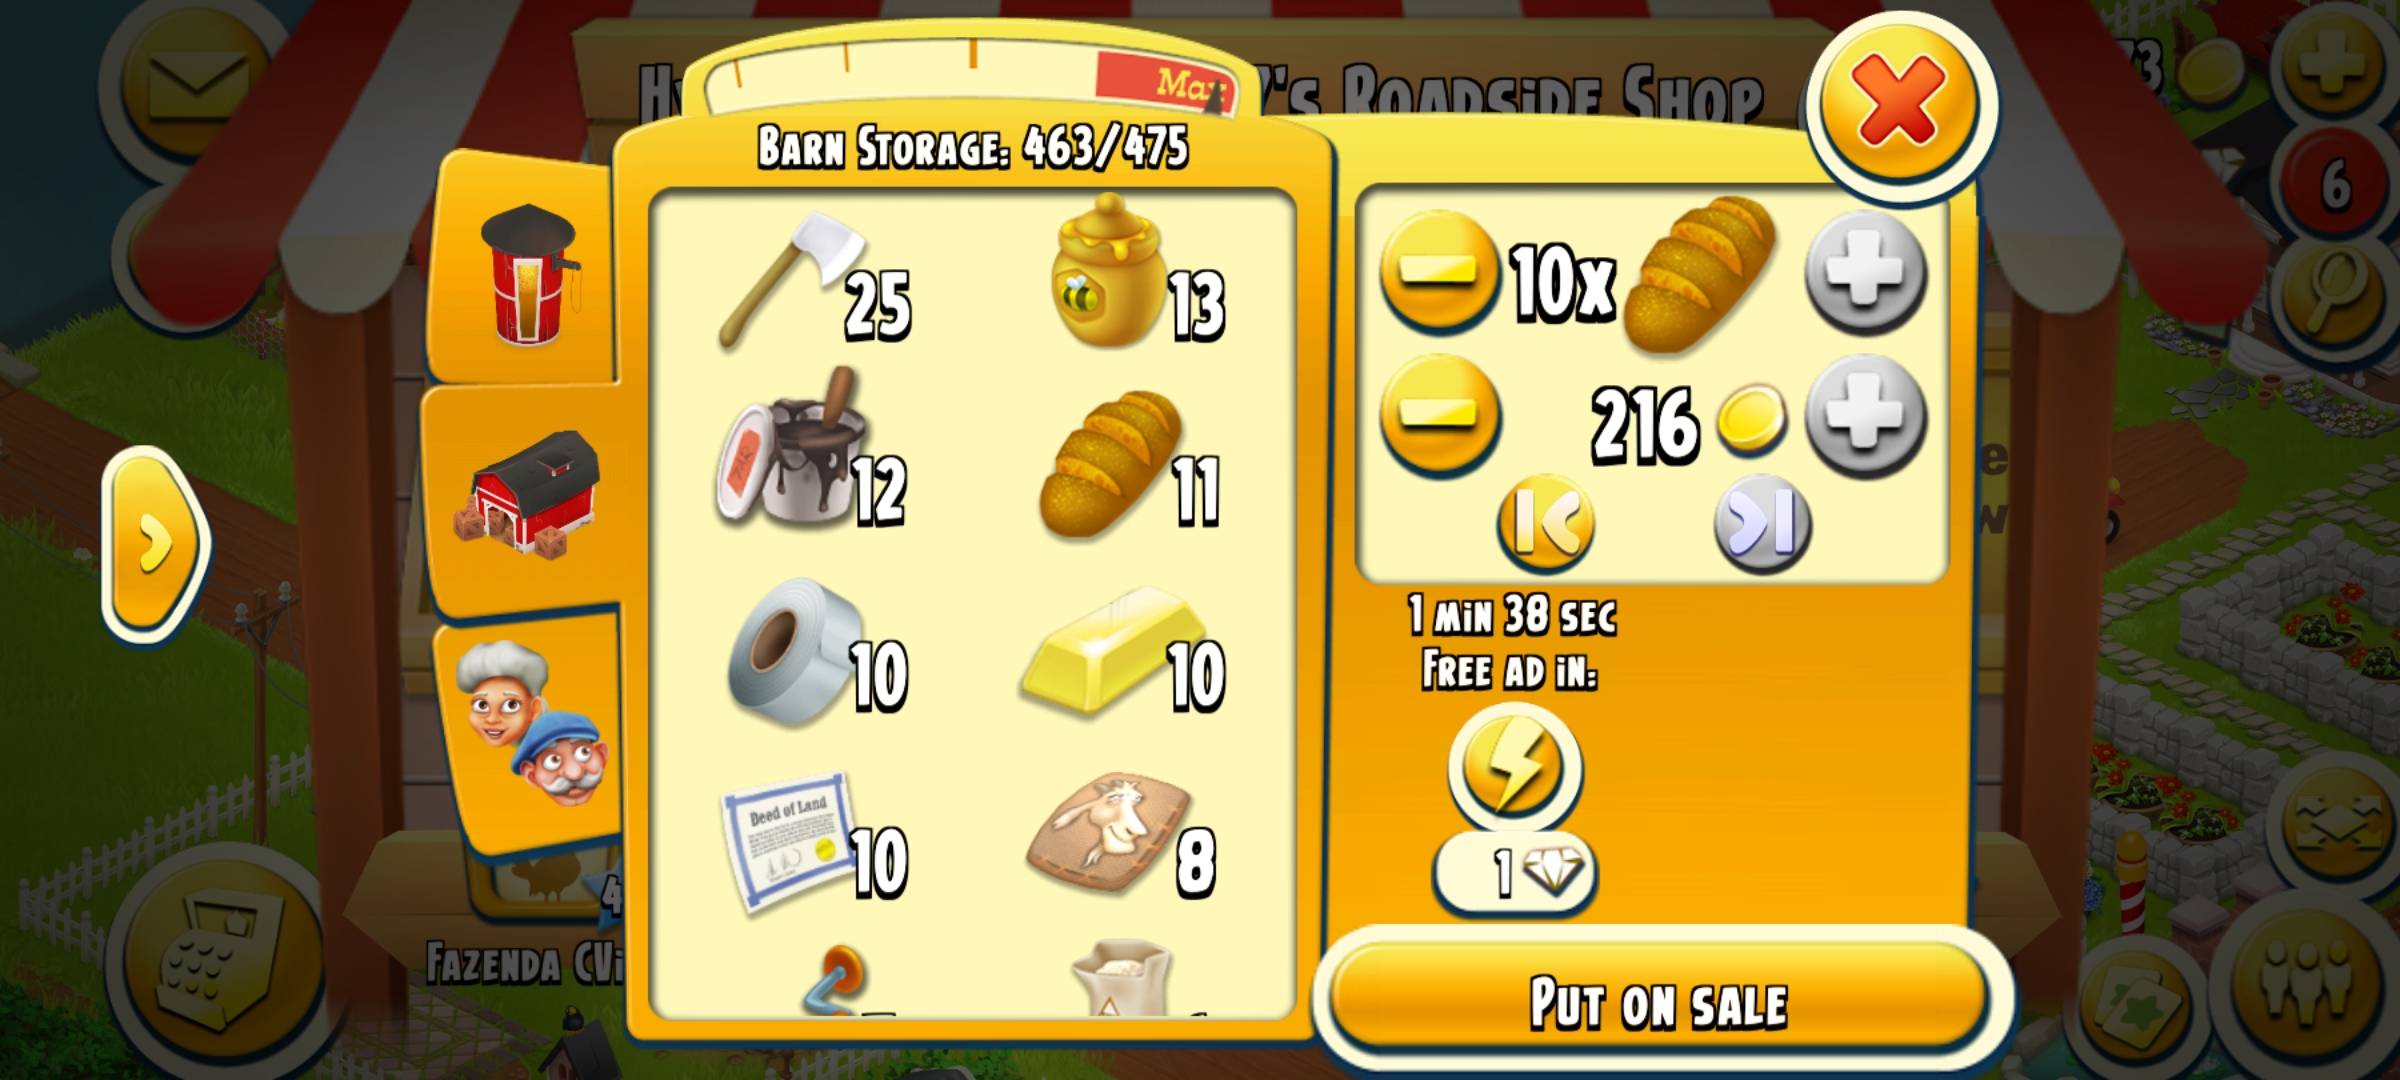 Max
's Roadside Shop
Barn Storage: 463/475
25
13
10x
12
11
216
10
10
1 min 38 sec
Free ad in:
Deed of Land
10
8
1
Fazenda
Put on sale
6